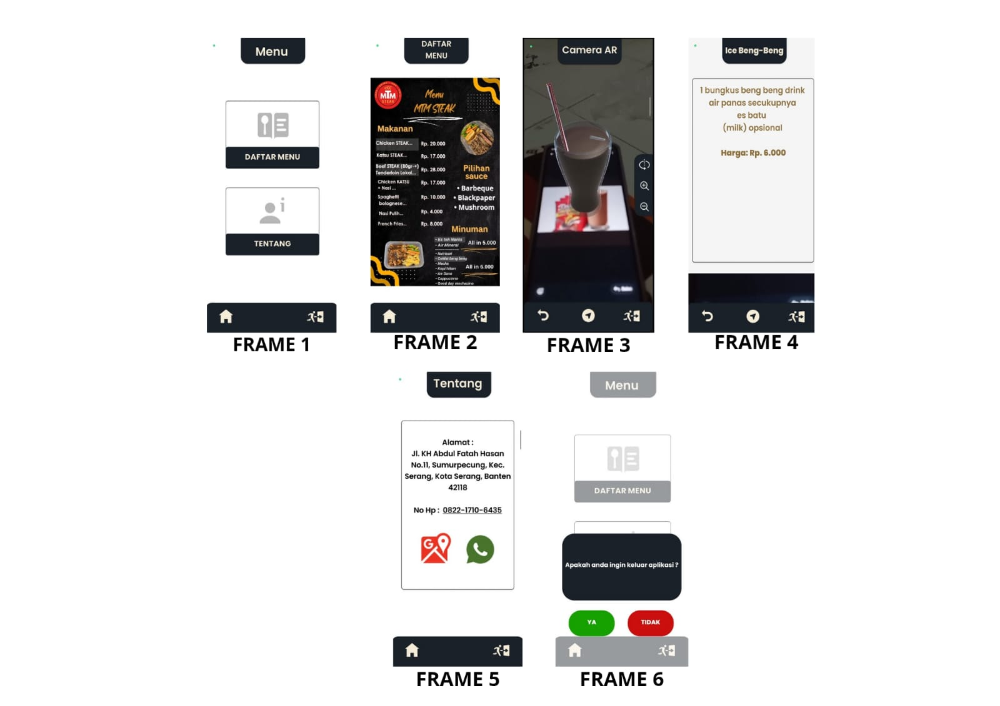 Menu
DAFTAR MENU
TENTANG
FRAME 1
DAFTAR
MENU
MTM
STEAK
Menu
MTM STEAK
Makanan
Chicken STEAK... Rp. 20.000
Katsu STEAK... Rp. 17.000
Beef STEAK (80gr-+)
Tenderloin Lokal... Rp. 28.000
Chicken KATSU
+ Nasi ... Rp. 17.000
Spaghetti
bolognese... Rp. 10.000
Nasi Putih... Rp. 4.000
French Fries... Rp. 8.000
Pilihan
sauce
• Barbeque
• Blackpaper
• Mushroom
Minuman
• Es teh Manis
• Air Mineral
All in 5.000
• Nutrisari
• Coklat beng beng
• Macha
• Kopi hitam
• Ice Susu
• Cappucinno
• Good day mochacino
All in 6.000
FRAME 2
Camera AR
FRAME 3
Ice Beng-Beng
1 bungkus beng beng drink
air panas secukupnya
es batu
(milk) opsional
Harga: Rp. 6.000
FRAME 4
Tentang
Alamat :
Jl. KH Abdul Fatah Hasan
No.11, Sumurpecung, Kec.
Serang, Kota Serang, Banten
42118
No Hp : 0822-1710-6435
G
FRAME 5
Menu
DAFTAR MENU
Apakah anda ingin keluar aplikasi ?
YA
TIDAK
FRAME 6